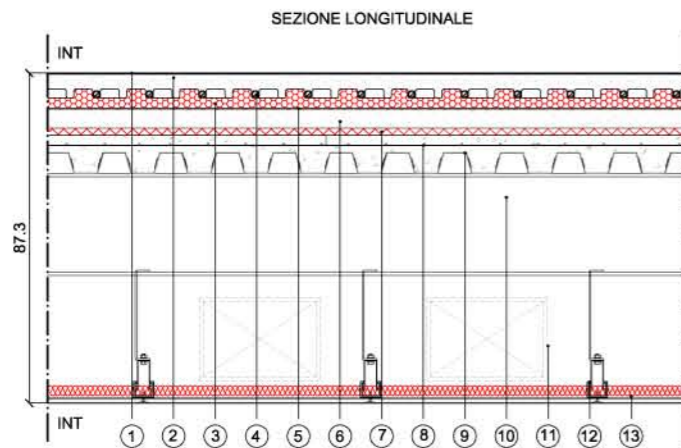 SEZIONE LONGITUDINALE
INT
87.3
INT
1 2 3 4 5 6 7 8 9 10 11 12 13